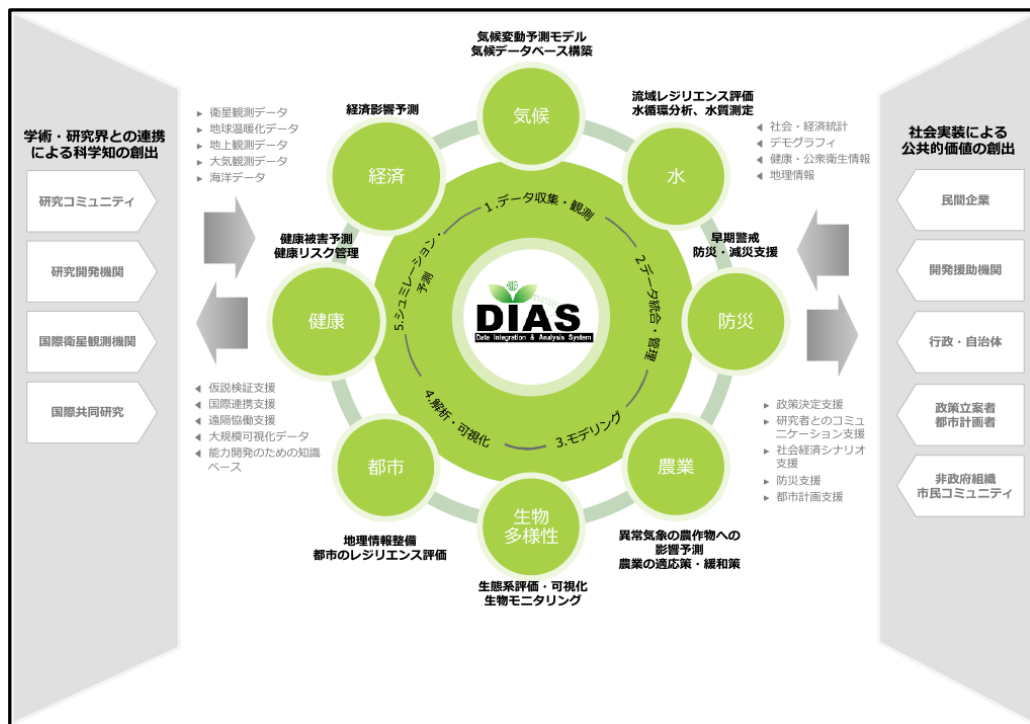 気候変動予測モデル
気候データベース構築
気候
経済影響予測
経済
流域レジリエンス評価
水循環分析、水質測定
水
学術・研究界との連携
による科学知の創出
研究コミュニティ
研究開発機関
国際衛星観測機関
国際共同研究
▶ 衛星観測データ
▶ 地球温暖化データ
▶ 地上観測データ
▶ 大気観測データ
▶ 海洋データ
◀ 社会・経済統計
◀ デモグラフィ
◀ 健康・公衆衛生情報
◀ 地理情報
社会実装による
公共的価値の創出
民間企業
開発援助機関
行政・自治体
政策立案者
都市計画者
非政府組織
市民コミュニティ
健康被害予測
健康リスク管理
健康
早期警戒
防災・減災支援
防災
1.データ収集・観測
2.データ統合・管理
3.モデリング
4.解析・可視化
5.シュミレーション・
予測
DIAS
Data Integration & Analysis System
◀ 仮説検証支援
◀ 国際連携支援
◀ 遠隔協働支援
◀ 大規模可視化データ
◀ 能力開発のための知識
ベース
▶ 政策決定支援
▶ 研究者とのコミュ
ニケーション支援
▶ 社会経済シナリオ
支援
▶ 防災支援
▶ 都市計画支援
都市
地理情報整備
都市のレジリエンス評価
生物
多様性
生態系評価・可視化
生物モニタリング
農業
異常気象の農作物への
影響予測
農業の適応策・緩和策